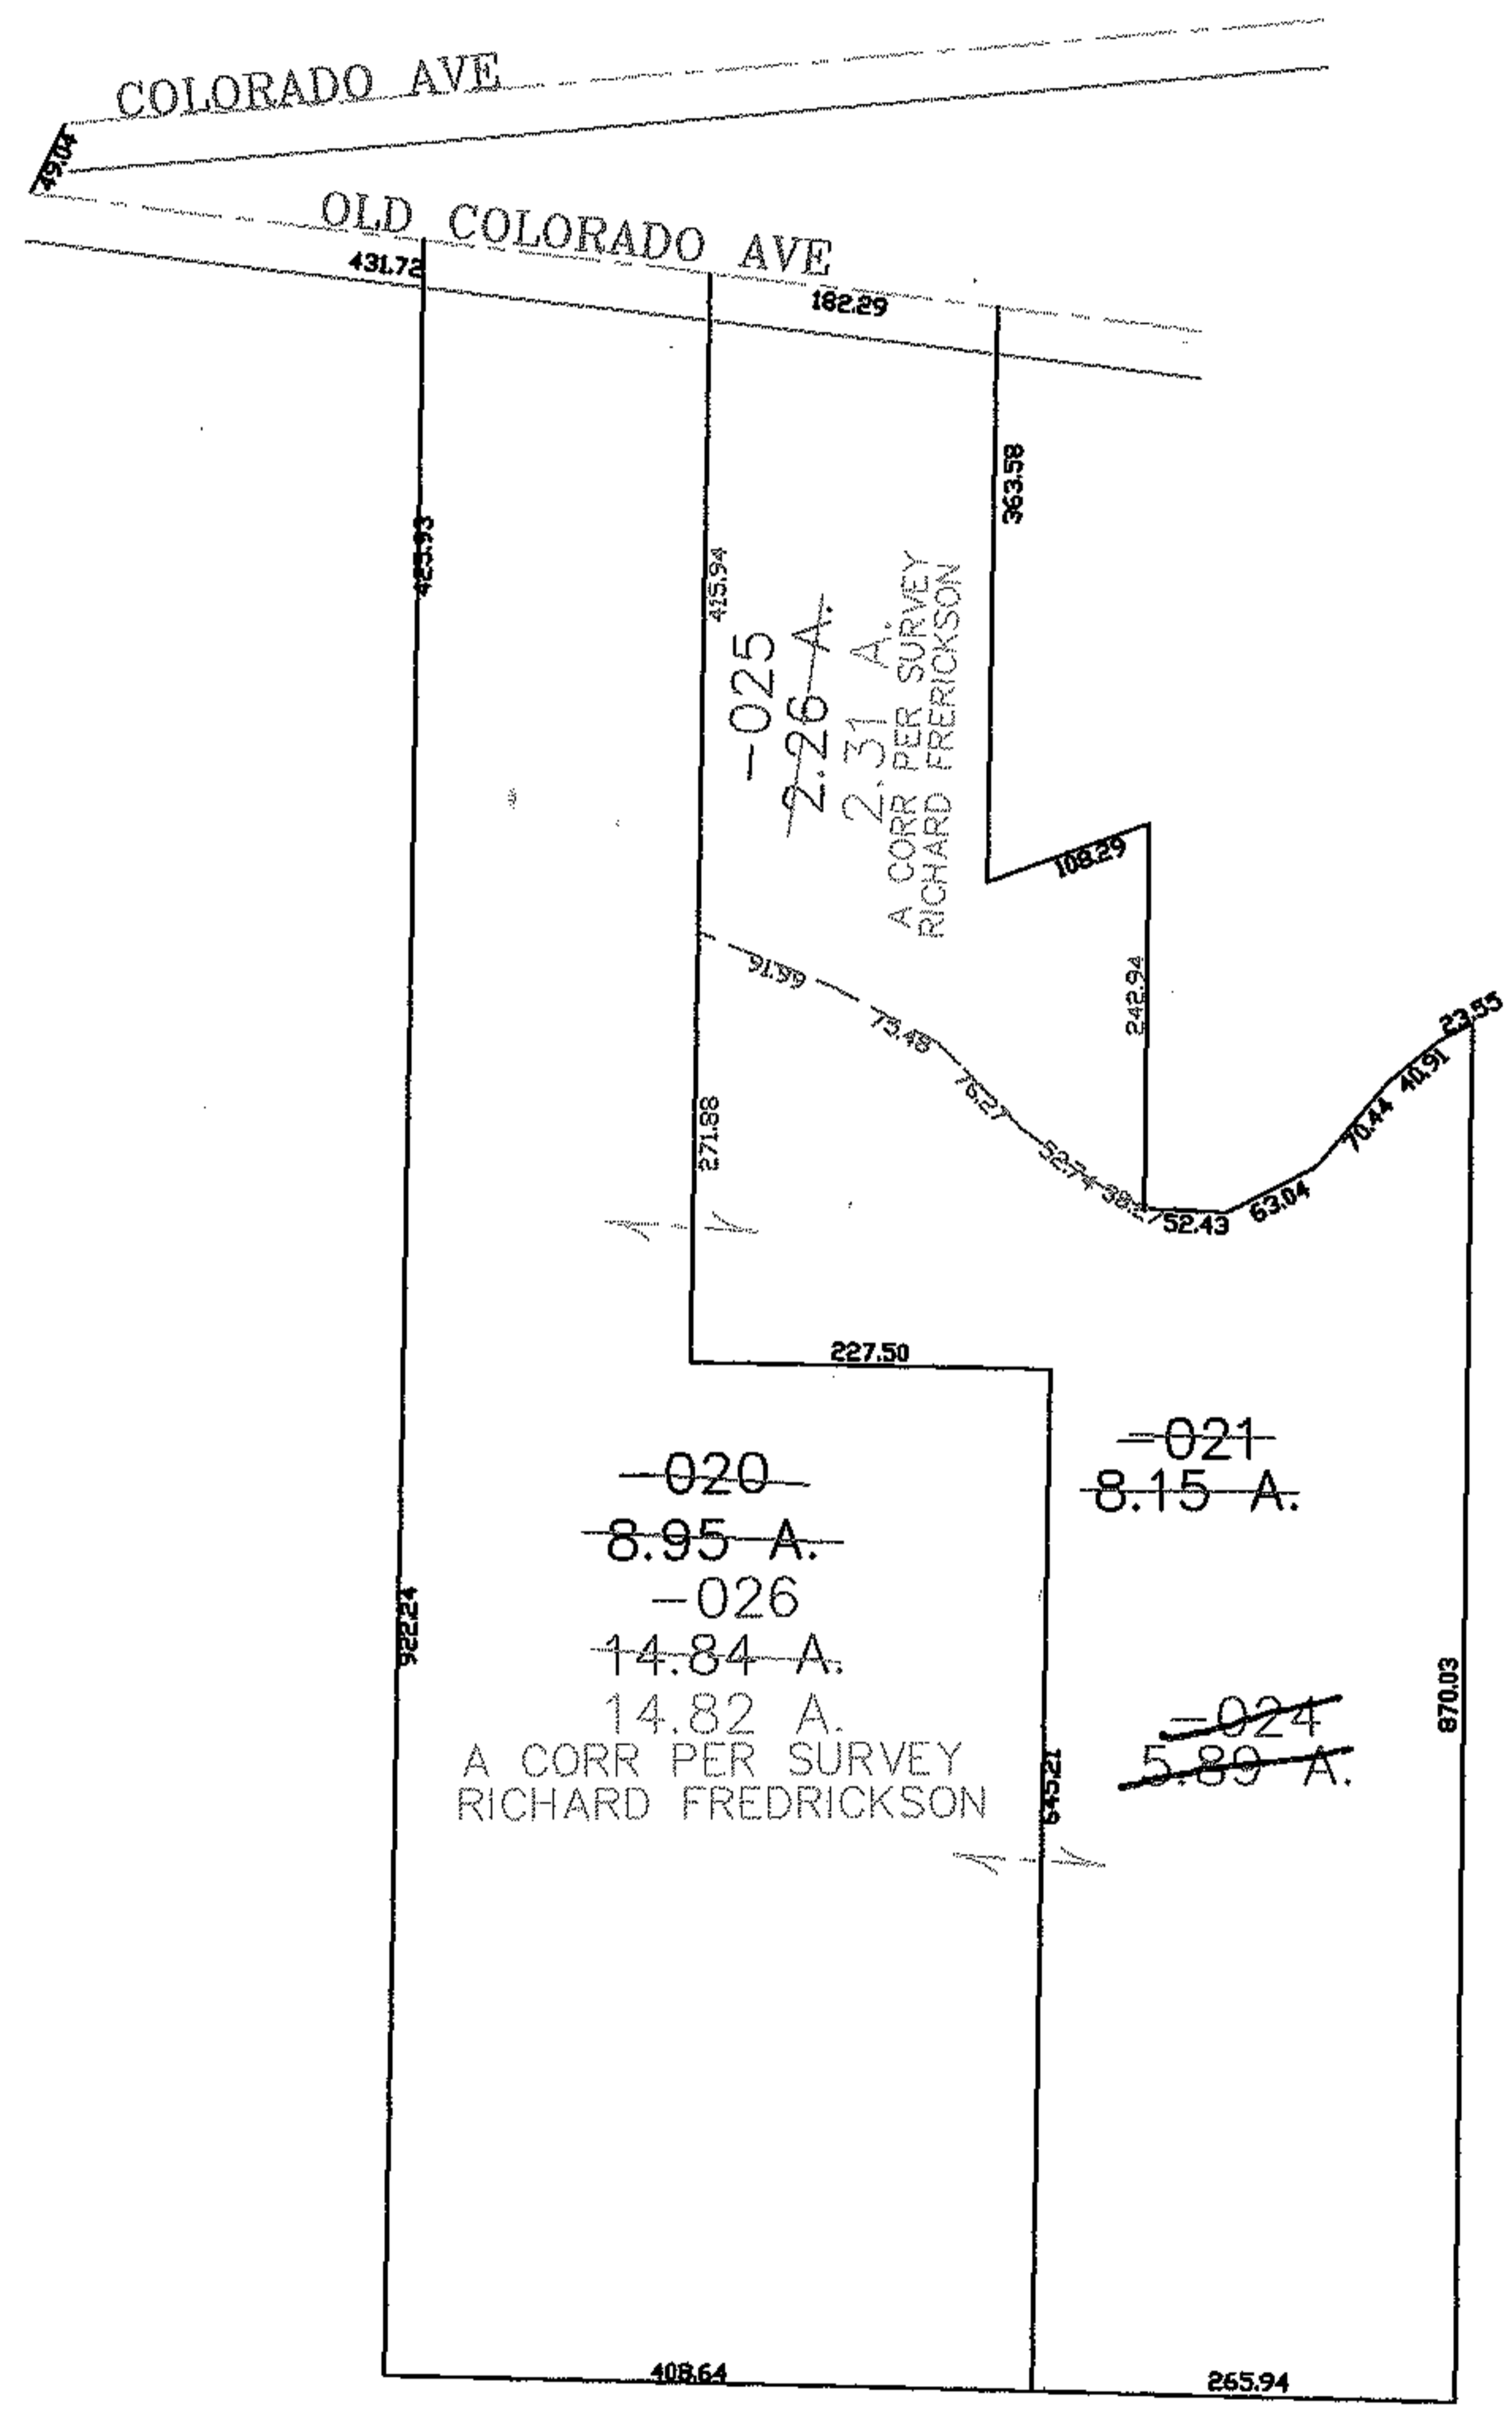 COLORADO AVE
49.04
OLD COLORADO AVE
431.72
182.29
363.58
425.93
415.94
-025
2.26 A.
2.31 A.
A CORR PER SURVEY
RICHARD FRERICKSON
108.29
242.94
91.99
75.48
76.27
52.74
52.43
63.04
70.44
40.91
23.55
271.88
227.50
-020
8.95 A.
-026
14.84 A.
14.82 A.
A CORR PER SURVEY
RICHARD FREDRICKSON
-021
8.15 A.
-024
5.89 A.
922.24
645.21
870.03
408.64
265.94